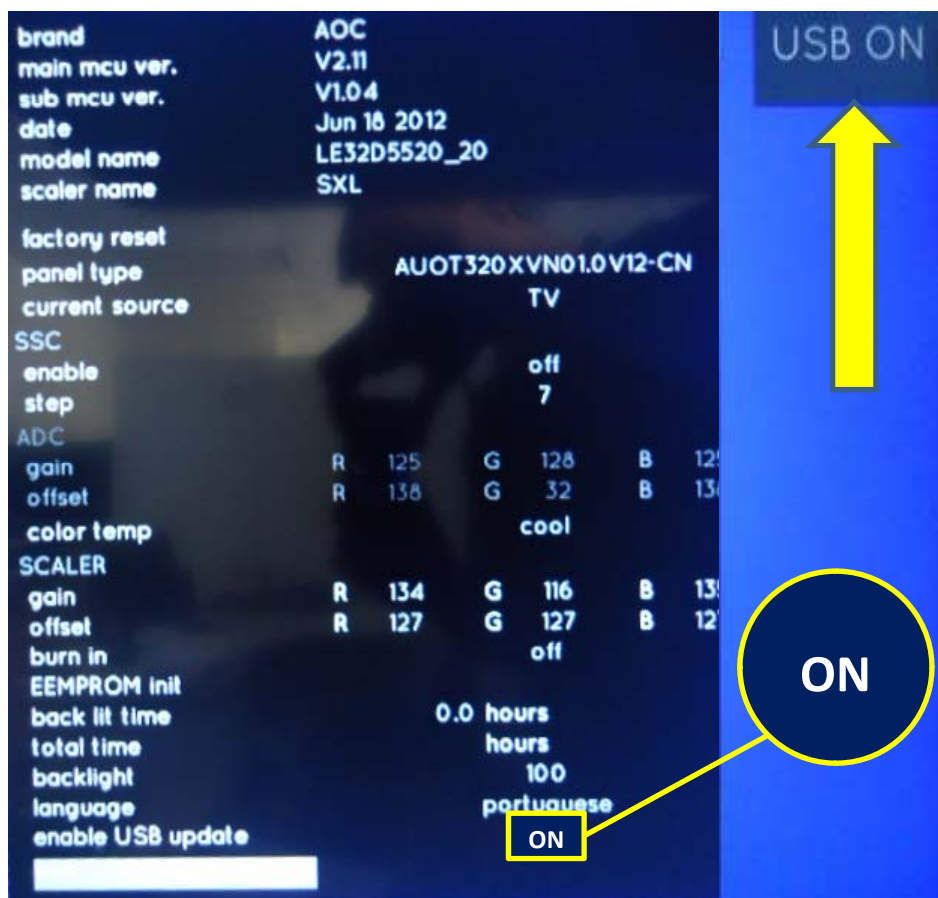 brand AOC
main mcu ver. V2.11
sub mcu ver. V1.04
date Jun 18 2012
model name LE32D5520_20
scaler name SXL
factory reset
panel type AUOT320XVN01.0 V12-CN
current source TV
SSC
enable off
step 7
ADC
gain R 125 G 128 B
offset R 138 G 32 B
color temp cool
SCALER
gain R 134 G 116 B
offset R 127 G 127 B
burn in off
EEMPROM init
back lit time 0.0 hours
total time hours
backlight 100
language portuguese
enable USB update ON
USB ON
ON